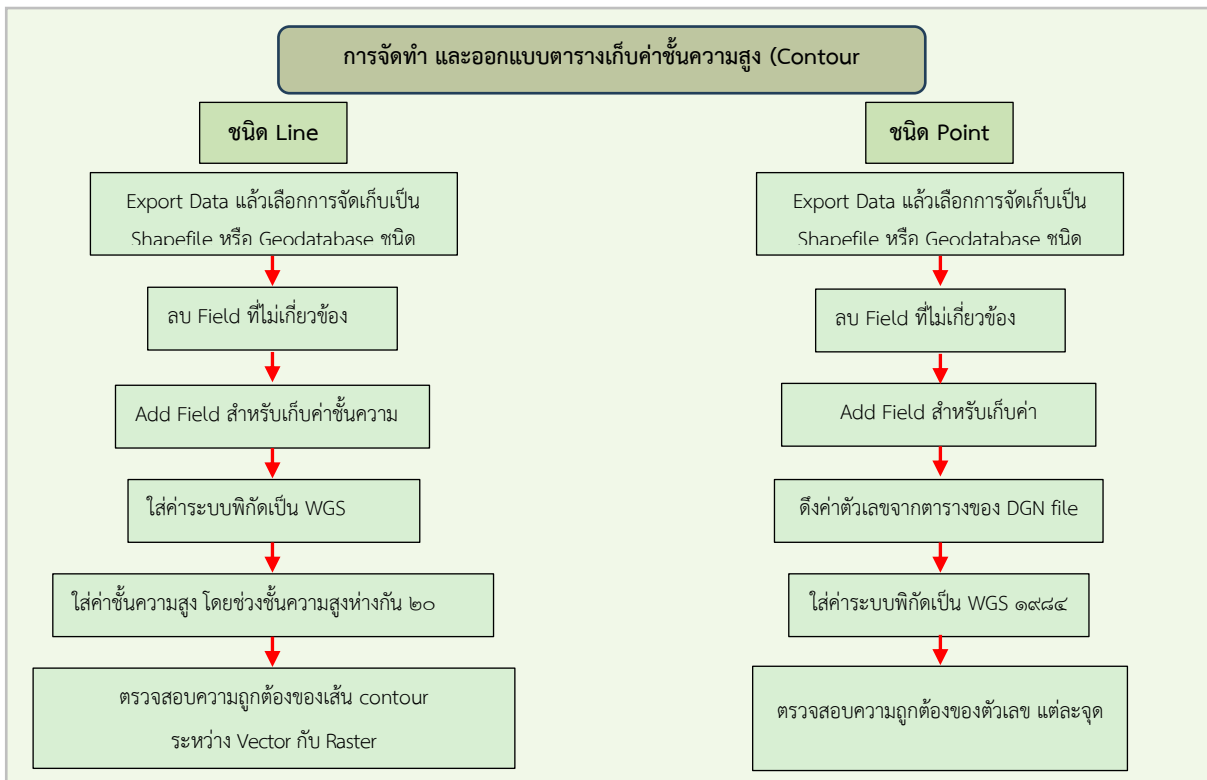 การจัดทำ และออกแบบตารางเก็บค่าชั้นความสูง (Contour
ชนิด Line
Export Data แล้วเลือกการจัดเก็บเป็น
Shapefile หรือ Geodatabase ชนิด
ลบ Field ที่ไม่เกี่ยวข้อง
Add Field สำหรับเก็บค่าชั้นความ
ใส่ค่าระบบพิกัดเป็น WGS
ใส่ค่าชั้นความสูง โดยช่วงชั้นความสูงห่างกัน ๒๐
ตรวจสอบความถูกต้องของเส้น contour
ระหว่าง Vector กับ Raster
ชนิด Point
Export Data แล้วเลือกการจัดเก็บเป็น
Shapefile หรือ Geodatabase ชนิด
ลบ Field ที่ไม่เกี่ยวข้อง
Add Field สำหรับเก็บค่า
ดึงค่าตัวเลขจากตารางของ DGN file
ใส่ค่าระบบพิกัดเป็น WGS ๑๙๘๔
ตรวจสอบความถูกต้องของตัวเลข แต่ละจุด